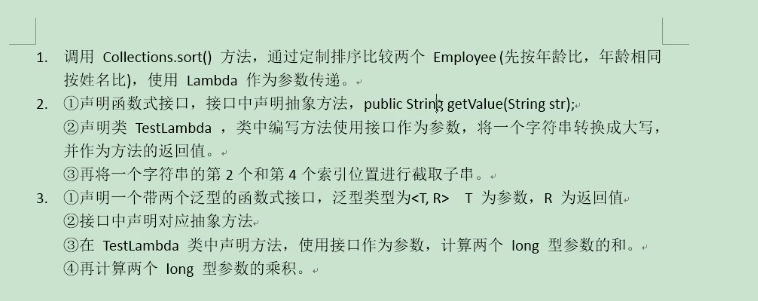 1. 调用 Collections.sort() 方法，通过定制排序比较两个 Employee (先按年龄比，年龄相同
按姓名比)，使用 Lambda 作为参数传递。
2. ①声明函数式接口，接口中声明抽象方法，public String getValue(String str);
②声明类 TestLambda ，类中编写方法使用接口作为参数，将一个字符串转换成大写，
并作为方法的返回值。
③再将一个字符串的第 2 个和第 4 个索引位置进行截取子串。
3. ①声明一个带两个泛型的函数式接口，泛型类型为<T, R> T 为参数，R 为返回值
②接口中声明对应抽象方法
③在 TestLambda 类中声明方法，使用接口作为参数，计算两个 long 型参数的和。
④再计算两个 long 型参数的乘积。